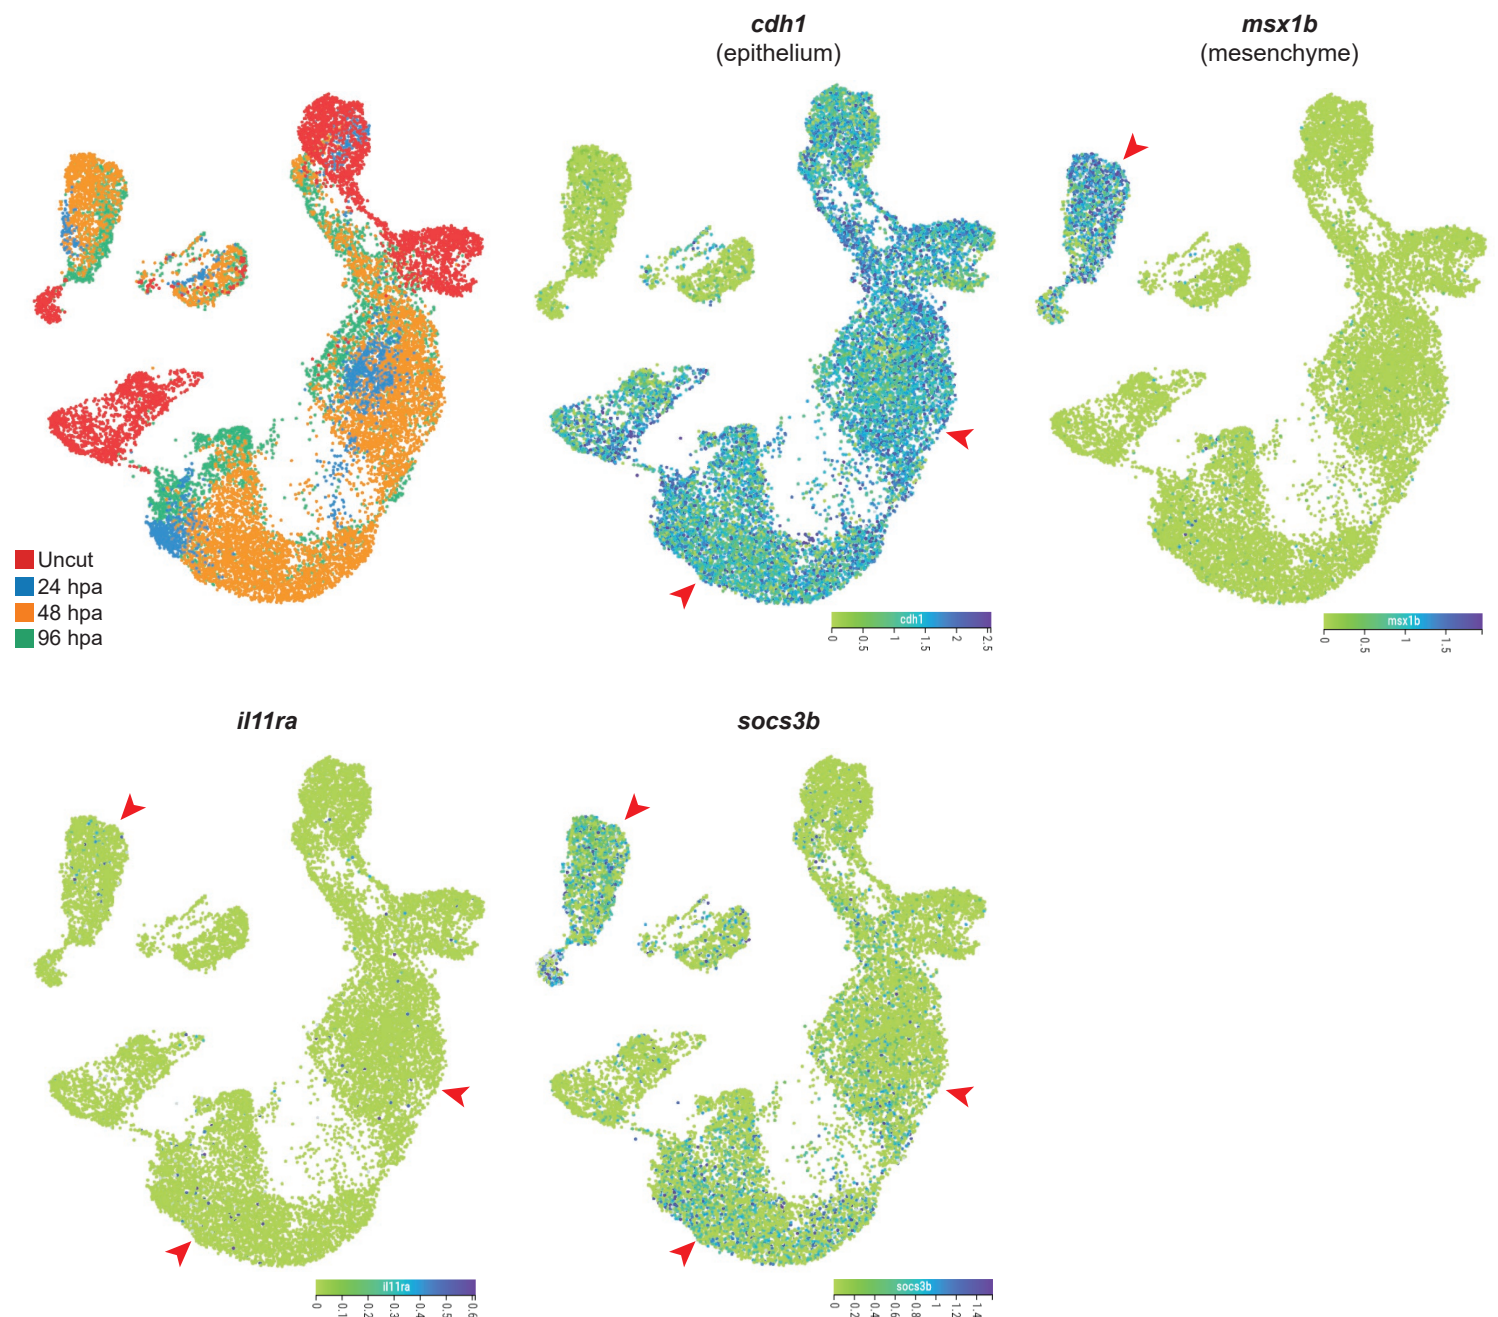 cdh1
(epithelium)
msx1b
(mesenchyme)
Uncut
24 hpa
48 hpa
96 hpa
cdh1
0 0.5 1 1.5 2 2.5
msx1b
0 0.5 1 1.5
il11ra
socs3b
il11ra
0 0.1 0.2 0.3 0.4 0.5 0.6
socs3b
0 0.2 0.4 0.6 0.8 1 1.2 1.4